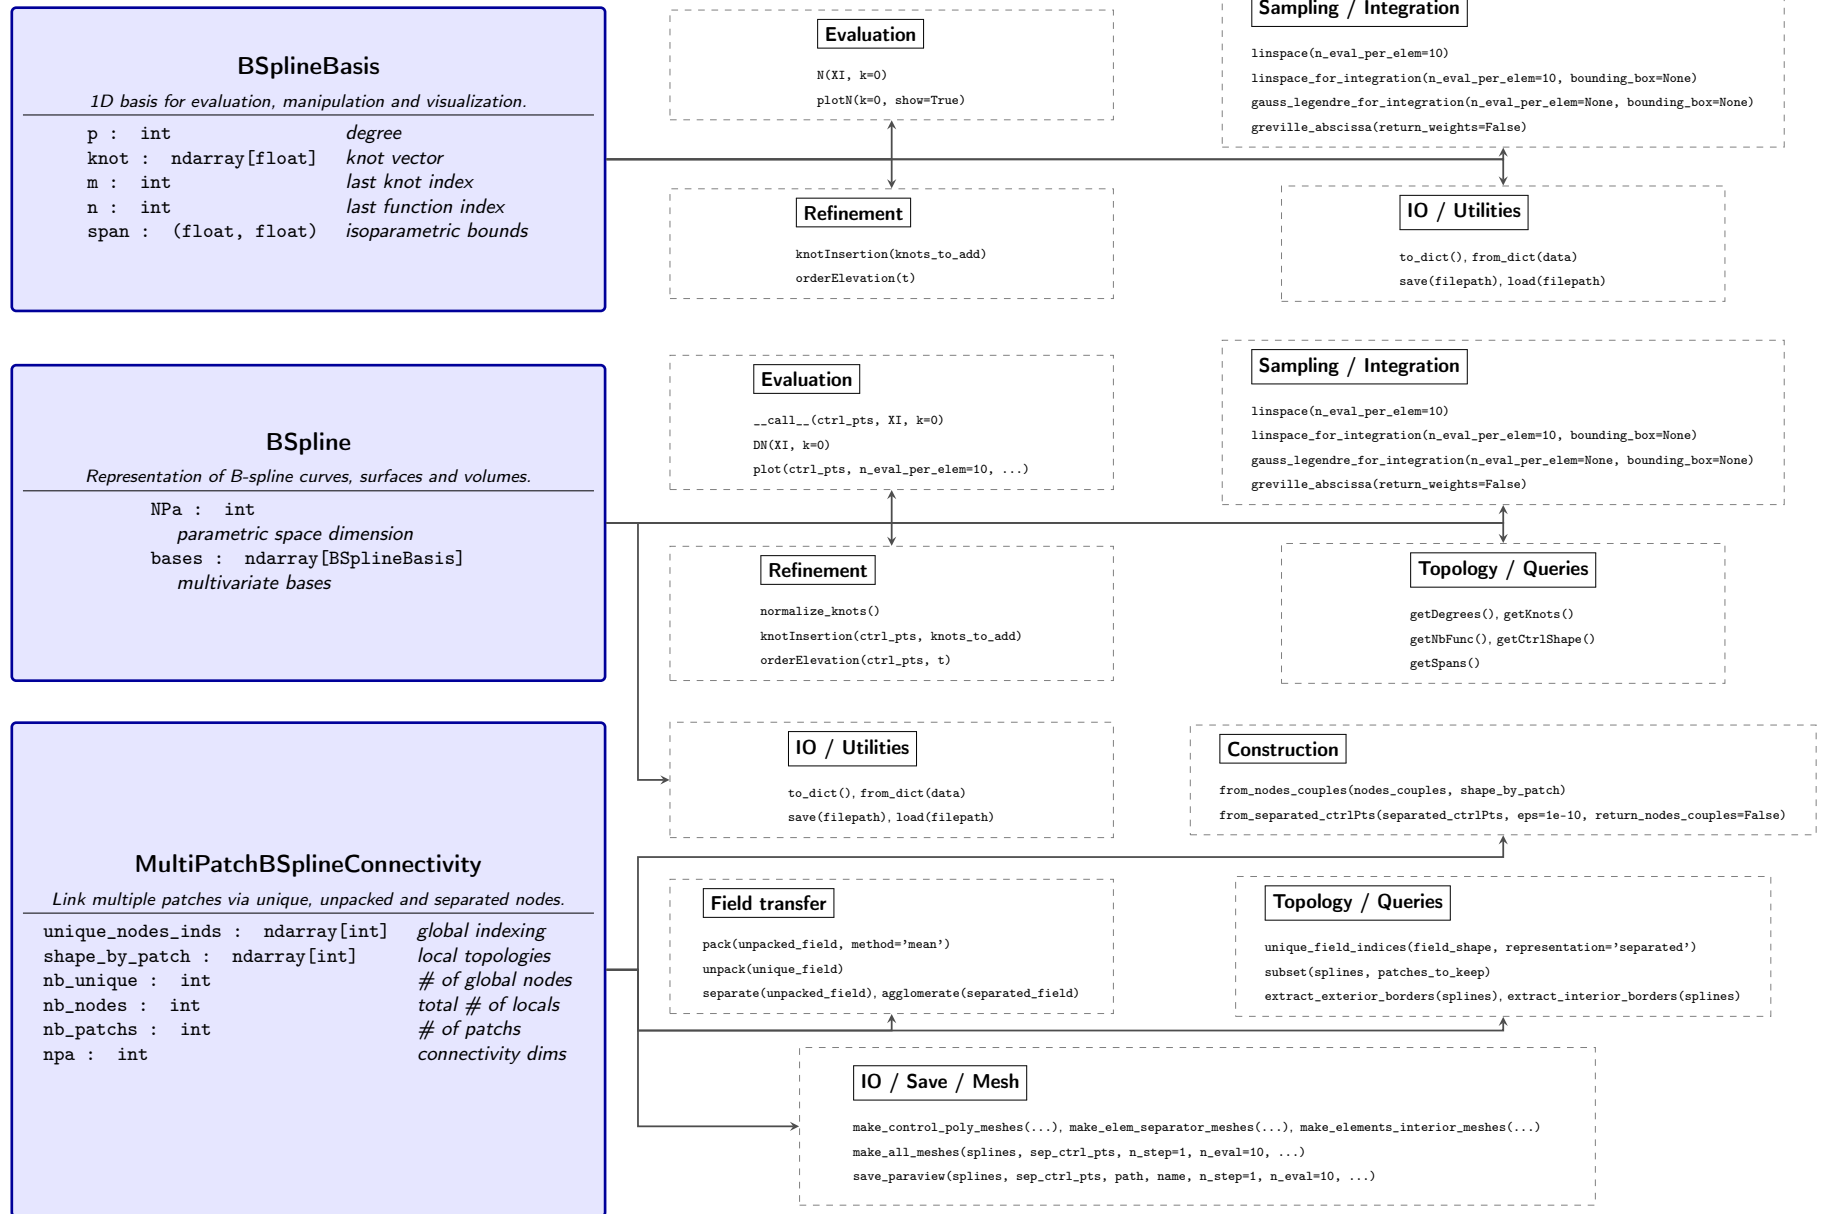 BSplineBasis
1D basis for evaluation, manipulation and visualization.
p : int degree
knot : ndarray[float] knot vector
m : int last knot index
n : int last function index
span : (float, float) isoparametric bounds
Evaluation
N(XI, k=0)
plotN(k=0, show=True)
Sampling / Integration
linspace(n_eval_per_elem=10)
linspace_for_integration(n_eval_per_elem=10, bounding_box=None)
gauss_legendre_for_integration(n_eval_per_elem=None, bounding_box=None)
greville_abscissa(return_weights=False)
Refinement
knotInsertion(knots_to_add)
orderElevation(t)
IO / Utilities
to_dict(), from_dict(data)
save(filepath), load(filepath)
BSpline
Representation of B-spline curves, surfaces and volumes.
NPa : int
parametric space dimension
bases : ndarray[BSplineBasis]
multivariate bases
Evaluation
__call__(ctrl_pts, XI, k=0)
DN(XI, k=0)
plot(ctrl_pts, n_eval_per_elem=10, ...)
Sampling / Integration
linspace(n_eval_per_elem=10)
linspace_for_integration(n_eval_per_elem=10, bounding_box=None)
gauss_legendre_for_integration(n_eval_per_elem=None, bounding_box=None)
greville_abscissa(return_weights=False)
Refinement
normalize_knots()
knotInsertion(ctrl_pts, knots_to_add)
orderElevation(ctrl_pts, t)
Topology / Queries
getDegrees(), getKnots()
getNbFunc(), getCtrlShape()
getSpans()
IO / Utilities
to_dict(), from_dict(data)
save(filepath), load(filepath)
MultiPatchBSplineConnectivity
Link multiple patches via unique, unpacked and separated nodes.
unique_nodes_inds : ndarray[int] global indexing
shape_by_patch : ndarray[int] local topologies
nb_unique : int # of global nodes
nb_nodes : int total # of locals
nb_patchs : int # of patchs
npa : int connectivity dims
Construction
from_nodes_couples(nodes_couples, shape_by_patch)
from_separated_ctrlPts(separated_ctrlPts, eps=1e-10, return_nodes_couples=False)
Field transfer
pack(unpacked_field, method='mean')
unpack(unique_field)
separate(unpacked_field), agglomerate(separated_field)
Topology / Queries
unique_field_indices(field_shape, representation='separated')
subset(splines, patches_to_keep)
extract_exterior_borders(splines), extract_interior_borders(splines)
IO / Save / Mesh
make_control_poly_meshes(...), make_elem_separator_meshes(...), make_elements_interior_meshes(...)
make_all_meshes(splines, sep_ctrl_pts, n_step=1, n_eval=10, ...)
save_paraview(splines, sep_ctrl_pts, path, name, n_step=1, n_eval=10, ...)